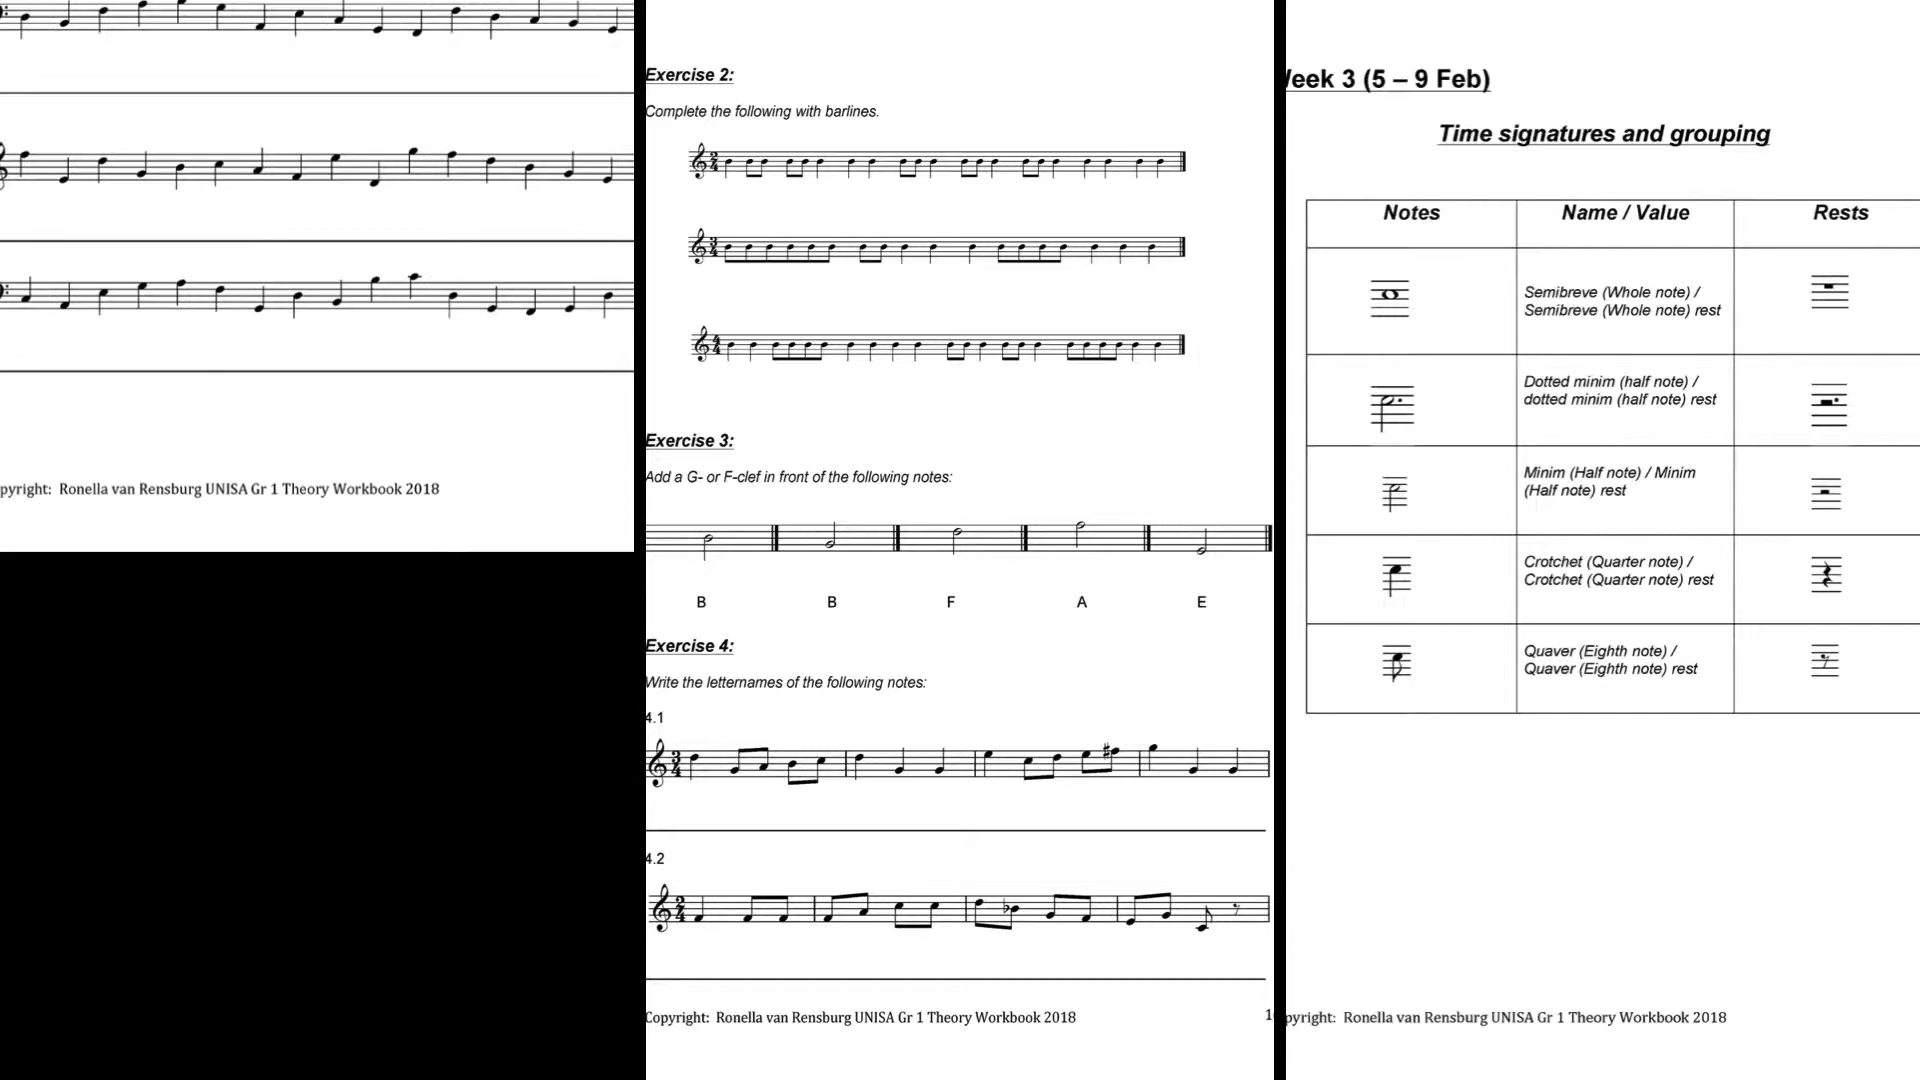 pyright: Ronella van Rensburg UNISA Gr 1 Theory Workbook 2018
Exercise 2:
Complete the following with barlines.
Exercise 3:
Add a G- or F-clef in front of the following notes:
B B F A E
Exercise 4:
Write the letternames of the following notes:
4.1
4.2
Copyright: Ronella van Rensburg UNISA Gr 1 Theory Workbook 2018
Week 3 (5 – 9 Feb)
Time signatures and grouping
Notes Name / Value Rests
Semibreve (Whole note) /
Semibreve (Whole note) rest
Dotted minim (half note) /
dotted minim (half note) rest
Minim (Half note) / Minim
(Half note) rest
Crotchet (Quarter note) /
Crotchet (Quarter note) rest
Quaver (Eighth note) /
Quaver (Eighth note) rest
pyright: Ronella van Rensburg UNISA Gr 1 Theory Workbook 2018